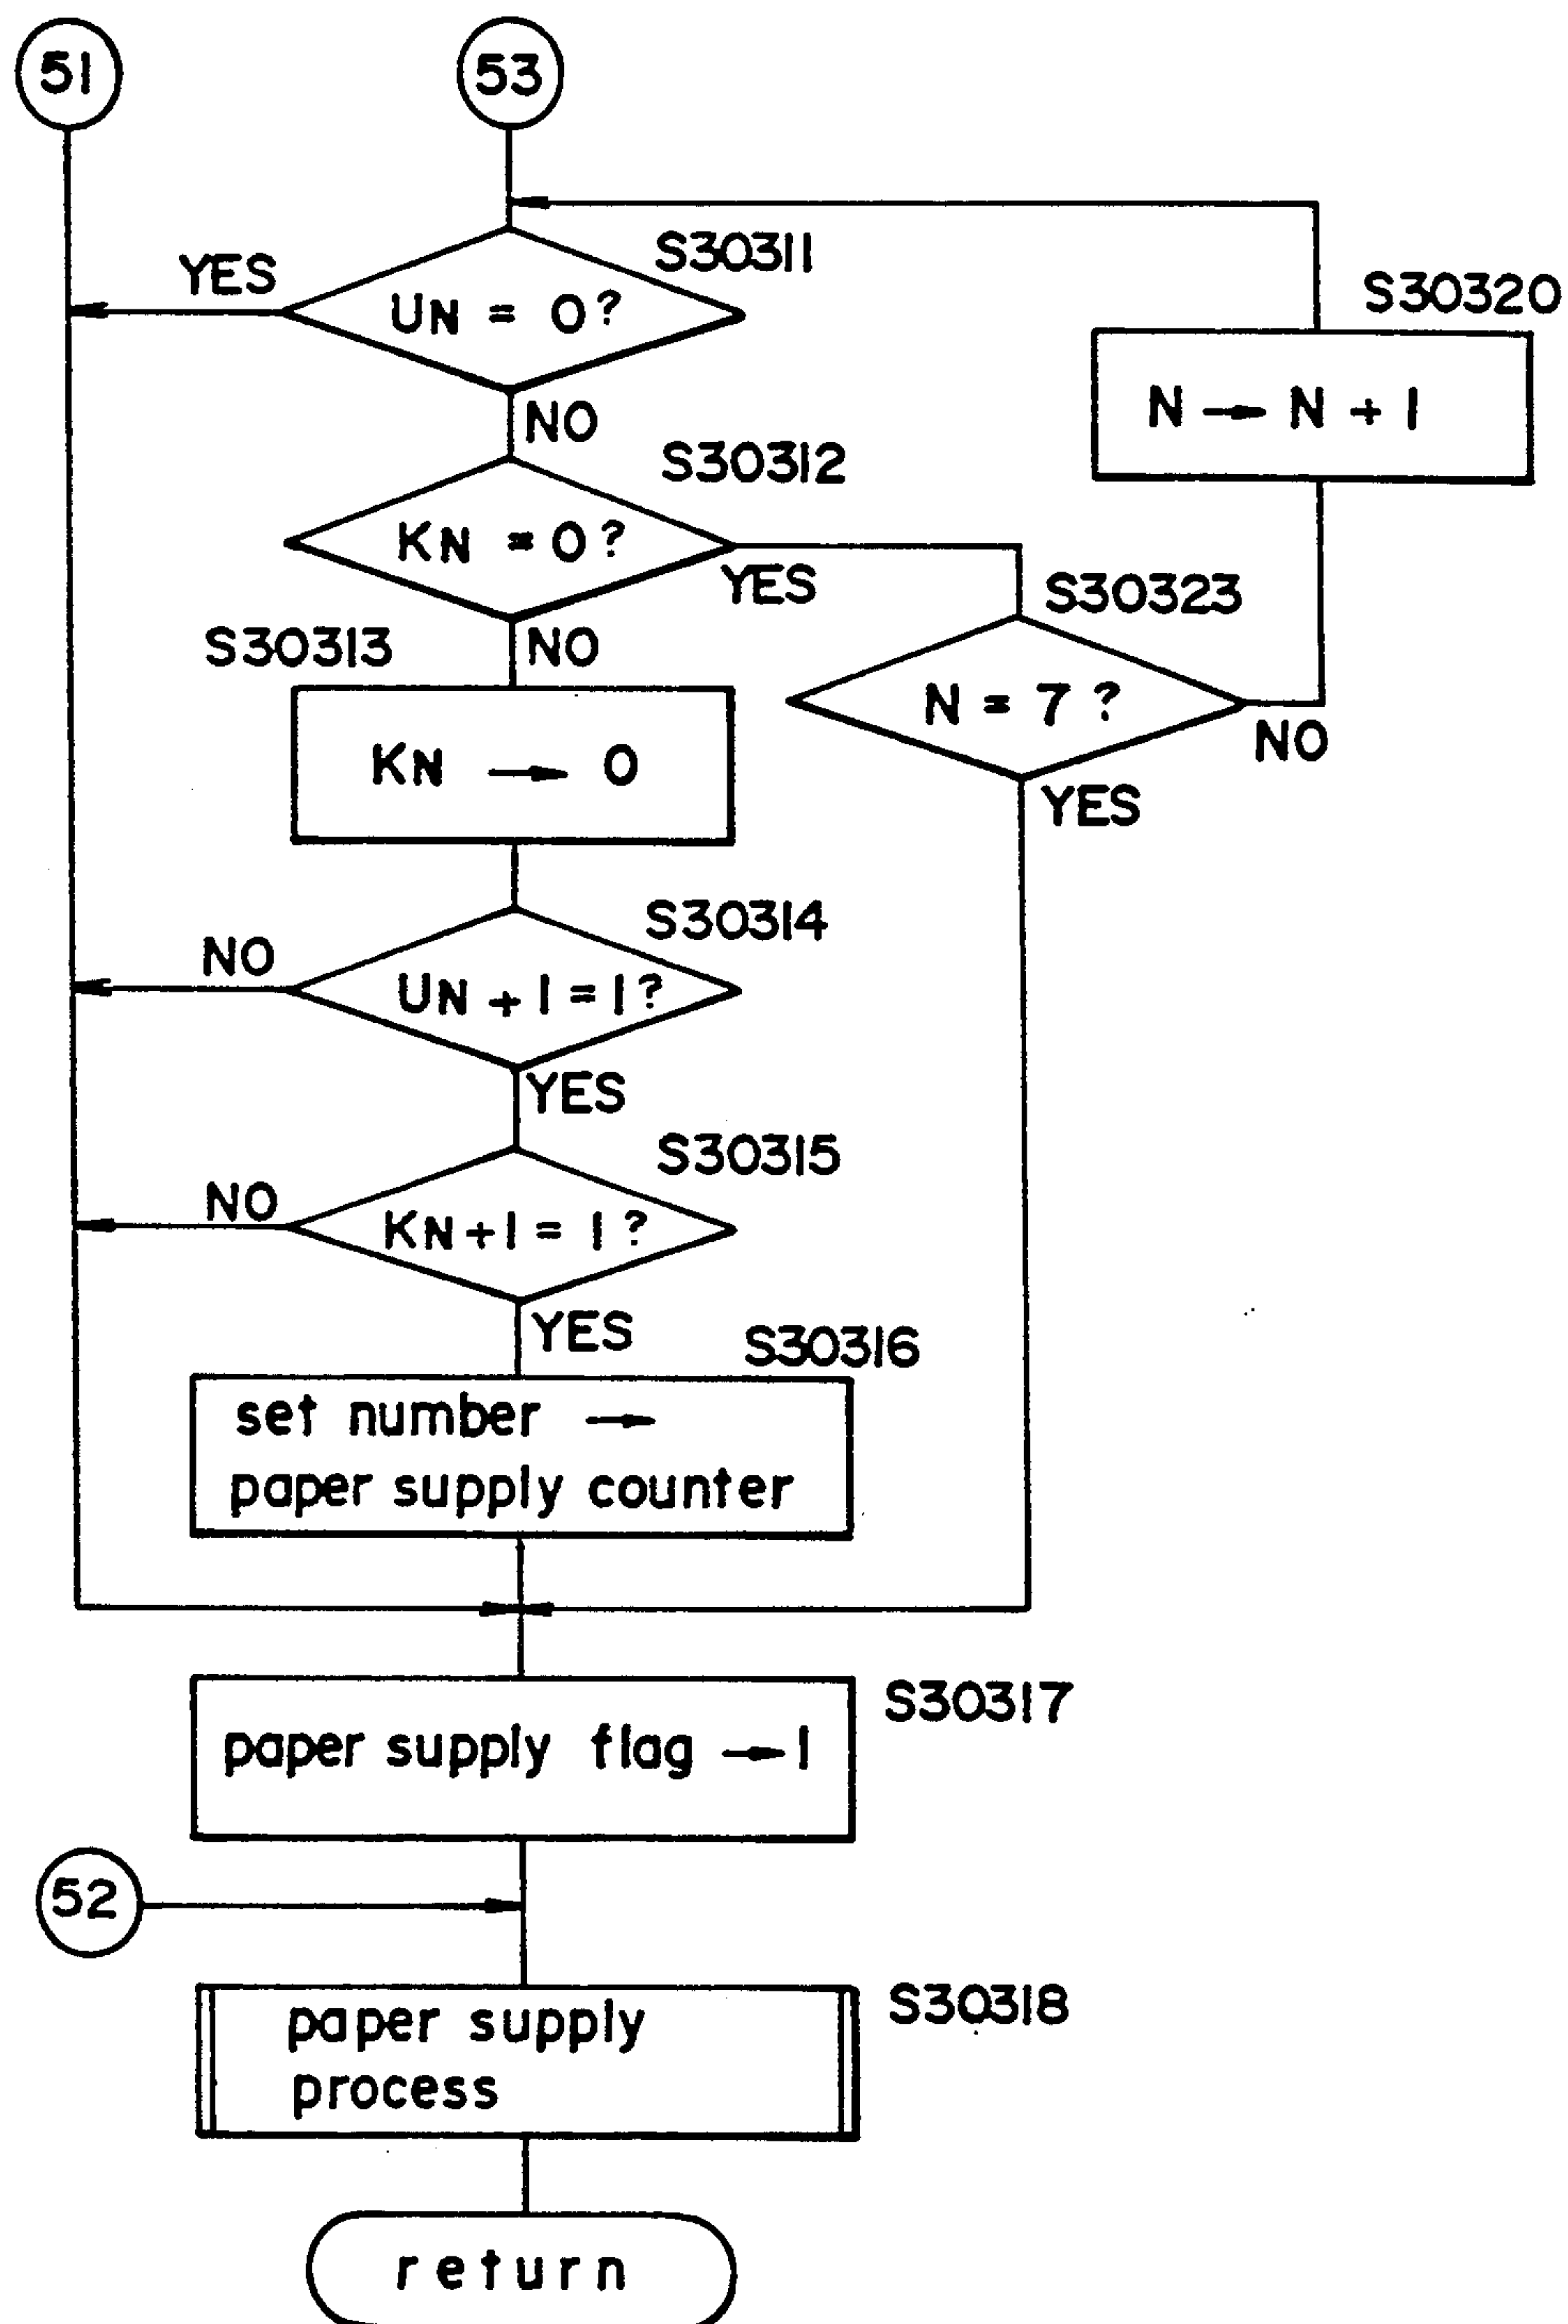 51
53
S30311
YES
UN = 0?
S30320
N → N + 1
NO
S30312
KN = 0?
YES
S30323
S30313
NO
N = 7 ?
NO
KN → 0
YES
S30314
NO
UN + 1 = 1?
YES
S30315
NO
KN + 1 = 1 ?
YES
S30316
set number →
paper supply counter
S30317
paper supply flag → 1
52
S30318
paper supply
process
return